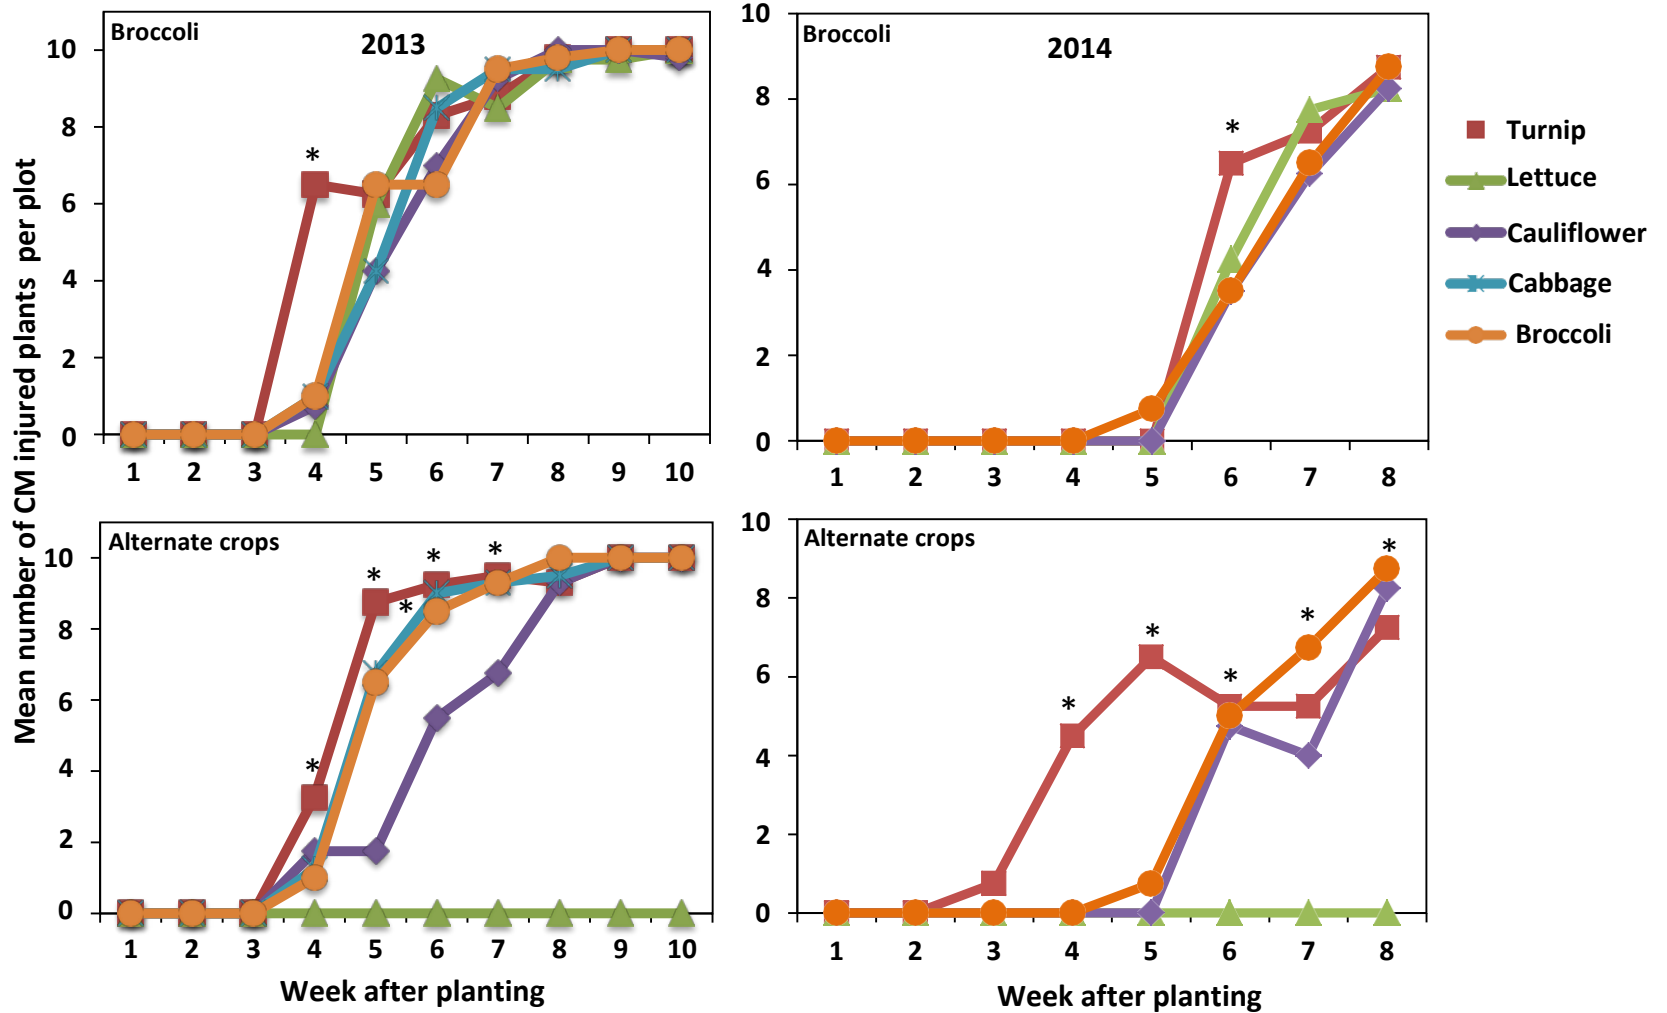 Mean number of CM injured plants per plot
Broccoli
2013
10
8
6
4
2
0
*
1 2 3 4 5 6 7 8 9 10
Broccoli
2014
10
8
6
4
2
0
*
1 2 3 4 5 6 7 8
Turnip
Lettuce
Cauliflower
Cabbage
Broccoli
Alternate crops
10
8
6
4
2
0
* * * * *
1 2 3 4 5 6 7 8 9 10
Week after planting
Alternate crops
10
8
6
4
2
0
* * * * *
1 2 3 4 5 6 7 8
Week after planting